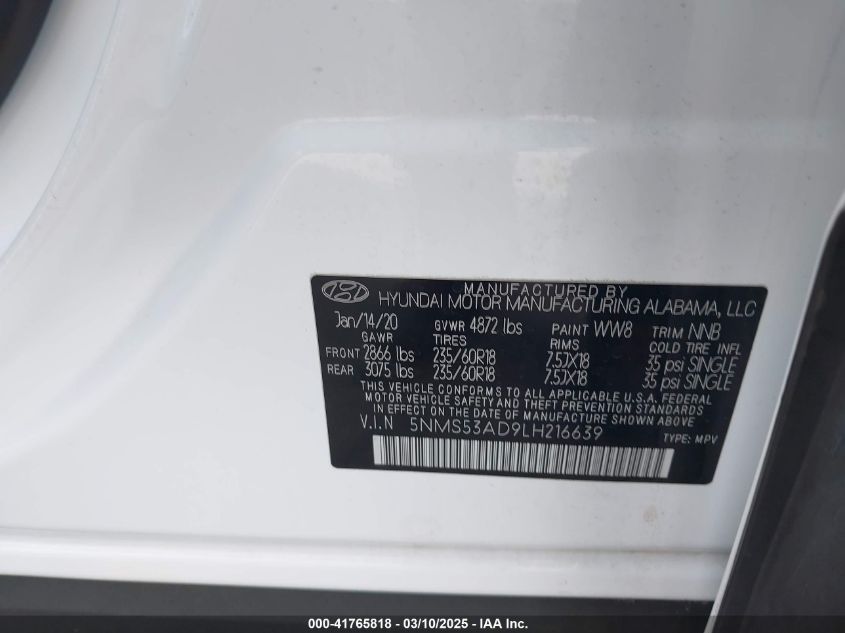 MANUFACTURED BY
HYUNDAI MOTOR MANUFACTURING ALABAMA, LLC
Jan/14/20 GVWR 4872 lbs PAINT WW8 TRIM NNB
GAWR TIRES RIMS COLD TIRE INFL
FRONT 2866 lbs 235/60R18 7.5JX18 35 psi SINGLE
REAR 3075 lbs 235/60R18 7.5JX18 35 psi SINGLE
THIS VEHICLE CONFORMS TO ALL APPLICABLE U.S.A. FEDERAL
MOTOR VEHICLE SAFETY AND THEFT PREVENTION STANDARDS
IN EFFECT ON THE DATE OF MANUFACTURE SHOWN ABOVE
V.I.N 5NMS53AD9LH216639 TYPE: MPV
000-41765818 - 03/10/2025 - IAAI.COM